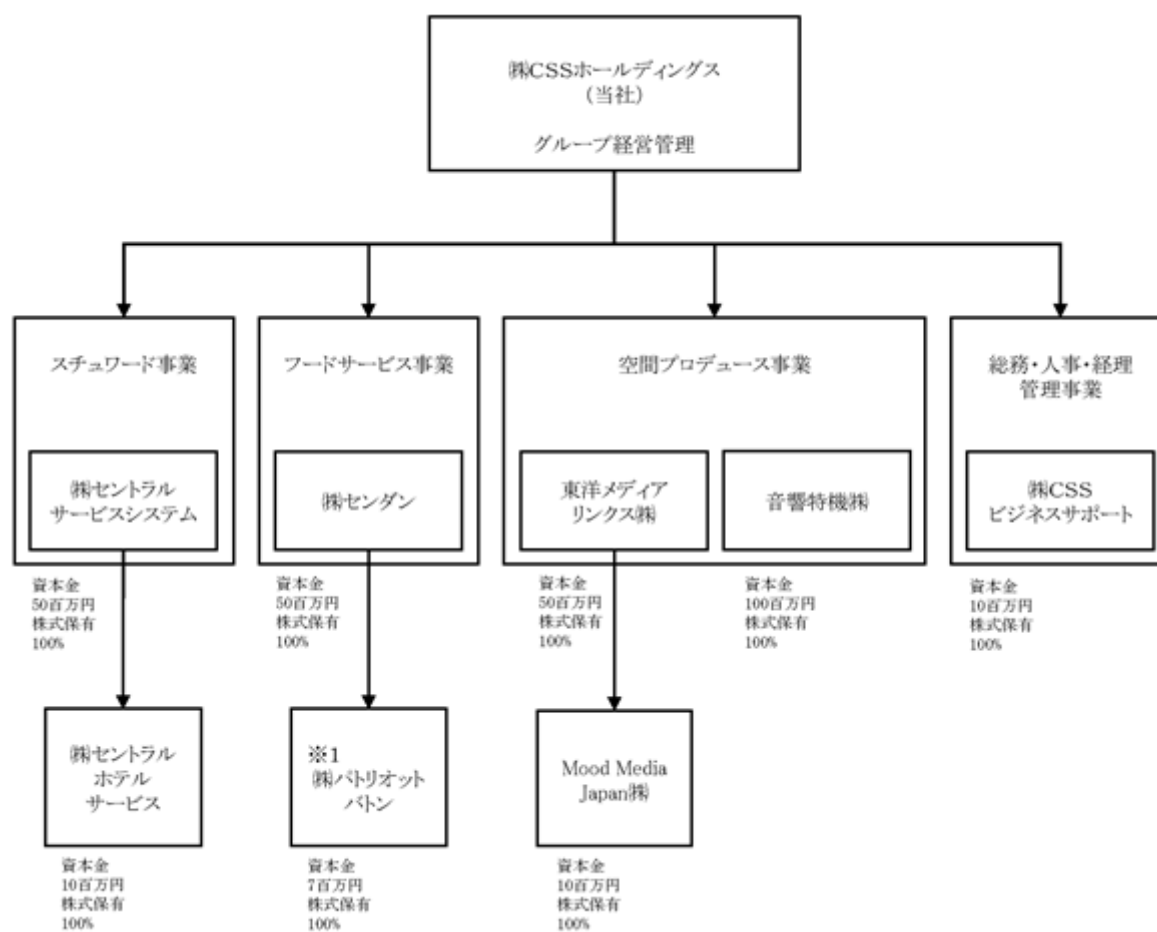 ㈱CSSホールディングス
(当社)
グループ経営管理
スチュワード事業
㈱セントラル
サービスシステム
資本金
50百万円
株式保有
100%
㈱セントラル
ホテル
サービス
資本金
10百万円
株式保有
100%
フードサービス事業
㈱センダン
資本金
50百万円
株式保有
100%
※1
㈱パトリオット
バトン
資本金
7百万円
株式保有
100%
空間プロデュース事業
東洋メディア
リンクス㈱
資本金
50百万円
株式保有
100%
音響特機㈱
資本金
100百万円
株式保有
100%
Mood Media
Japan㈱
資本金
10百万円
株式保有
100%
総務・人事・経理
管理事業
㈱CSS
ビジネスサポート
資本金
10百万円
株式保有
100%